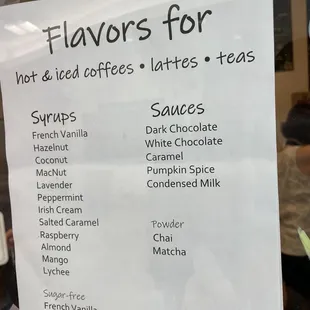 Flavors for
hot & iced coffees • lattes • teas
Syrups
French Vanilla
Hazelnut
Coconut
MacNut
Lavender
Peppermint
Irish Cream
Salted Caramel
Raspberry
Almond
Mango
Lychee
Sugar-free
French Vanilla
Sauces
Dark Chocolate
White Chocolate
Caramel
Pumpkin Spice
Condensed Milk
Powder
Chai
Matcha